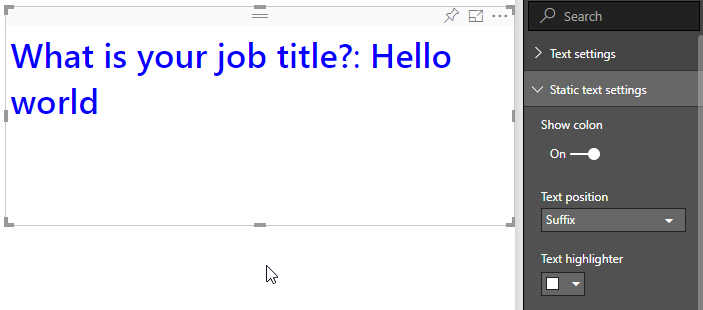 What is your job title?: Hello
world
Search
Text settings
Static text settings
Show colon
On
Text position
Suffix
Text highlighter